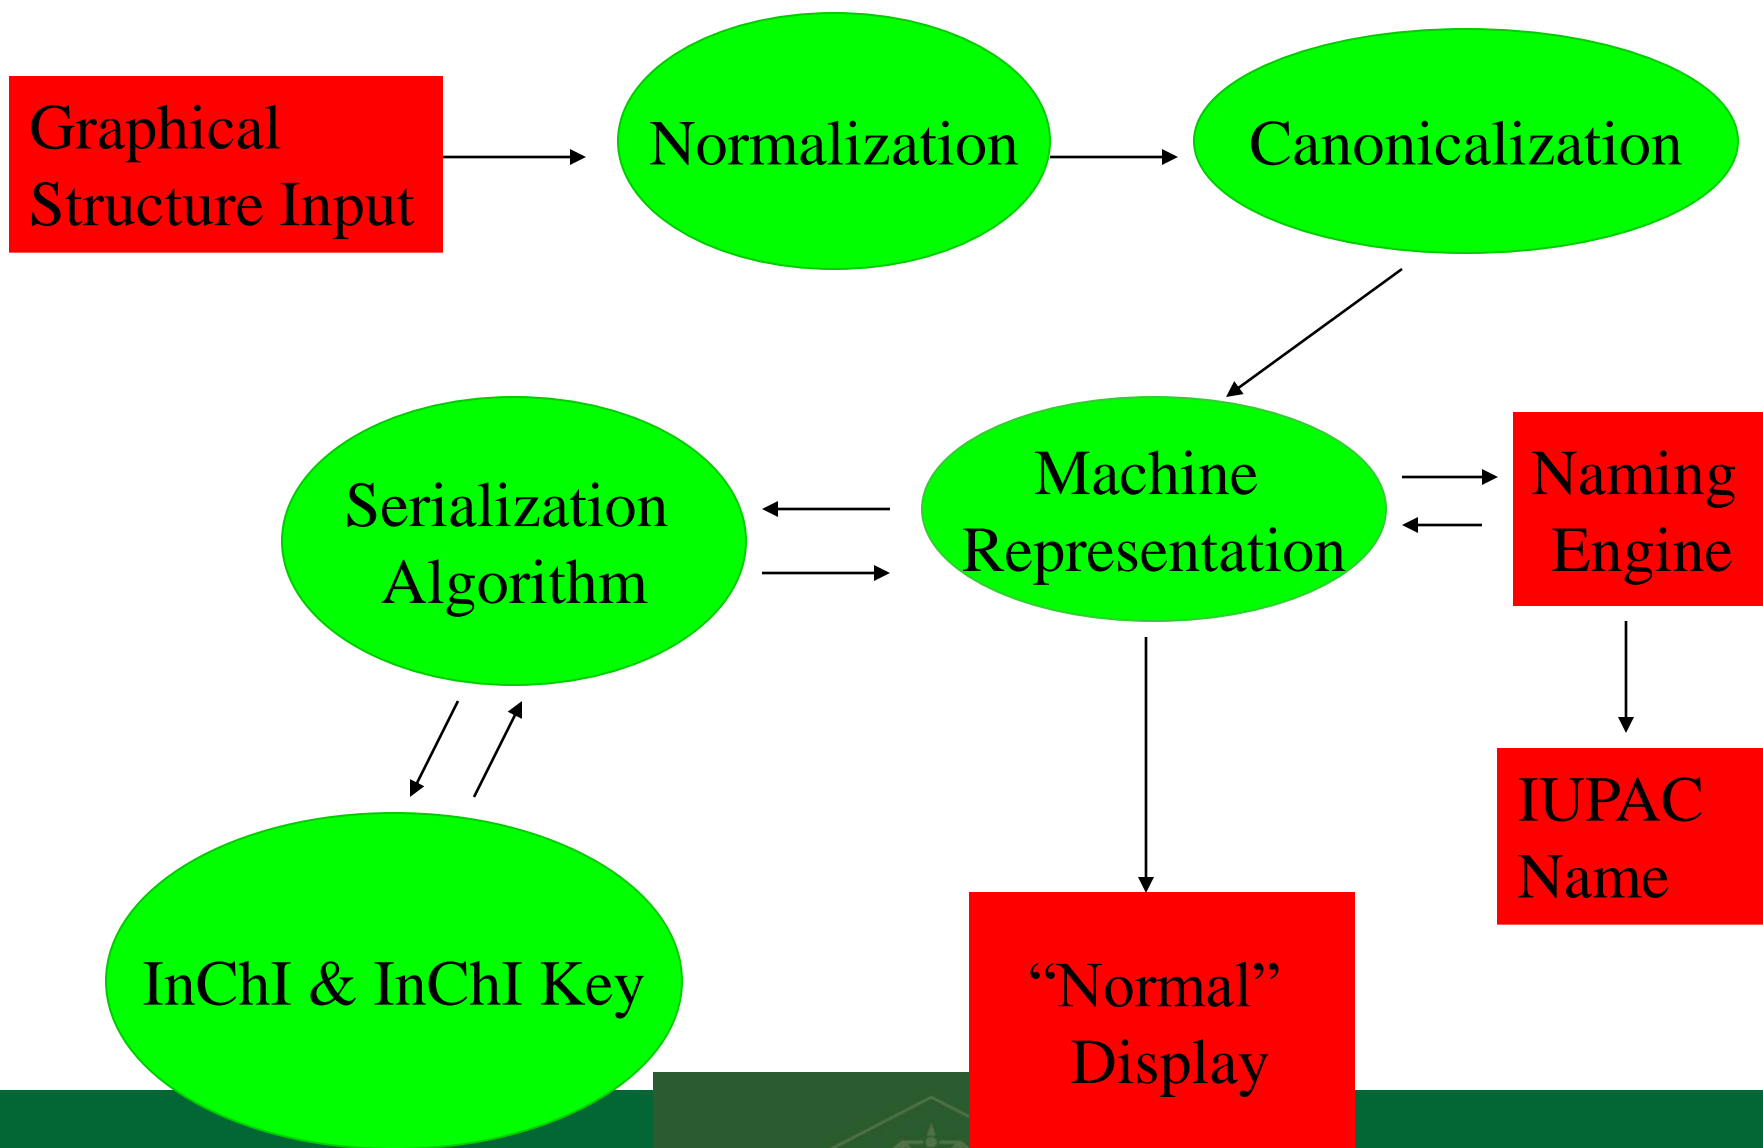 Graphical
Structure Input
Normalization
Canonicalization
Serialization
Algorithm
Machine
Representation
Naming
Engine
IUPAC
Name
InChI & InChI Key
“Normal”
Display